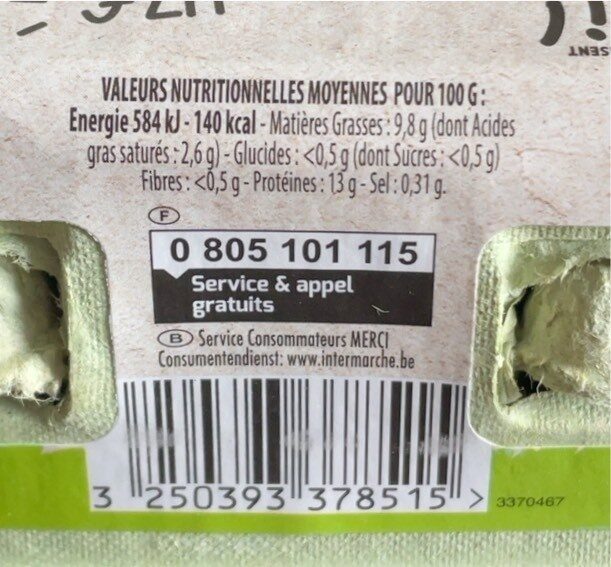 VALEURS NUTRITIONNELLES MOYENNES POUR 100 G :
Energie 584 kJ - 140 kcal - Matières Grasses : 9,8 g (dont Acides
gras saturés : 2,6 g) - Glucides : <0,5 g (dont Sucres : <0,5 g)
Fibres : <0,5 g - Protéines : 13 g - Sel : 0,31 g.
F
0 805 101 115
Service & appel
gratuits
B Service Consommateurs MERCI
Consumentendienst: www.intermarche.be
3 250393 378515 >
3370467